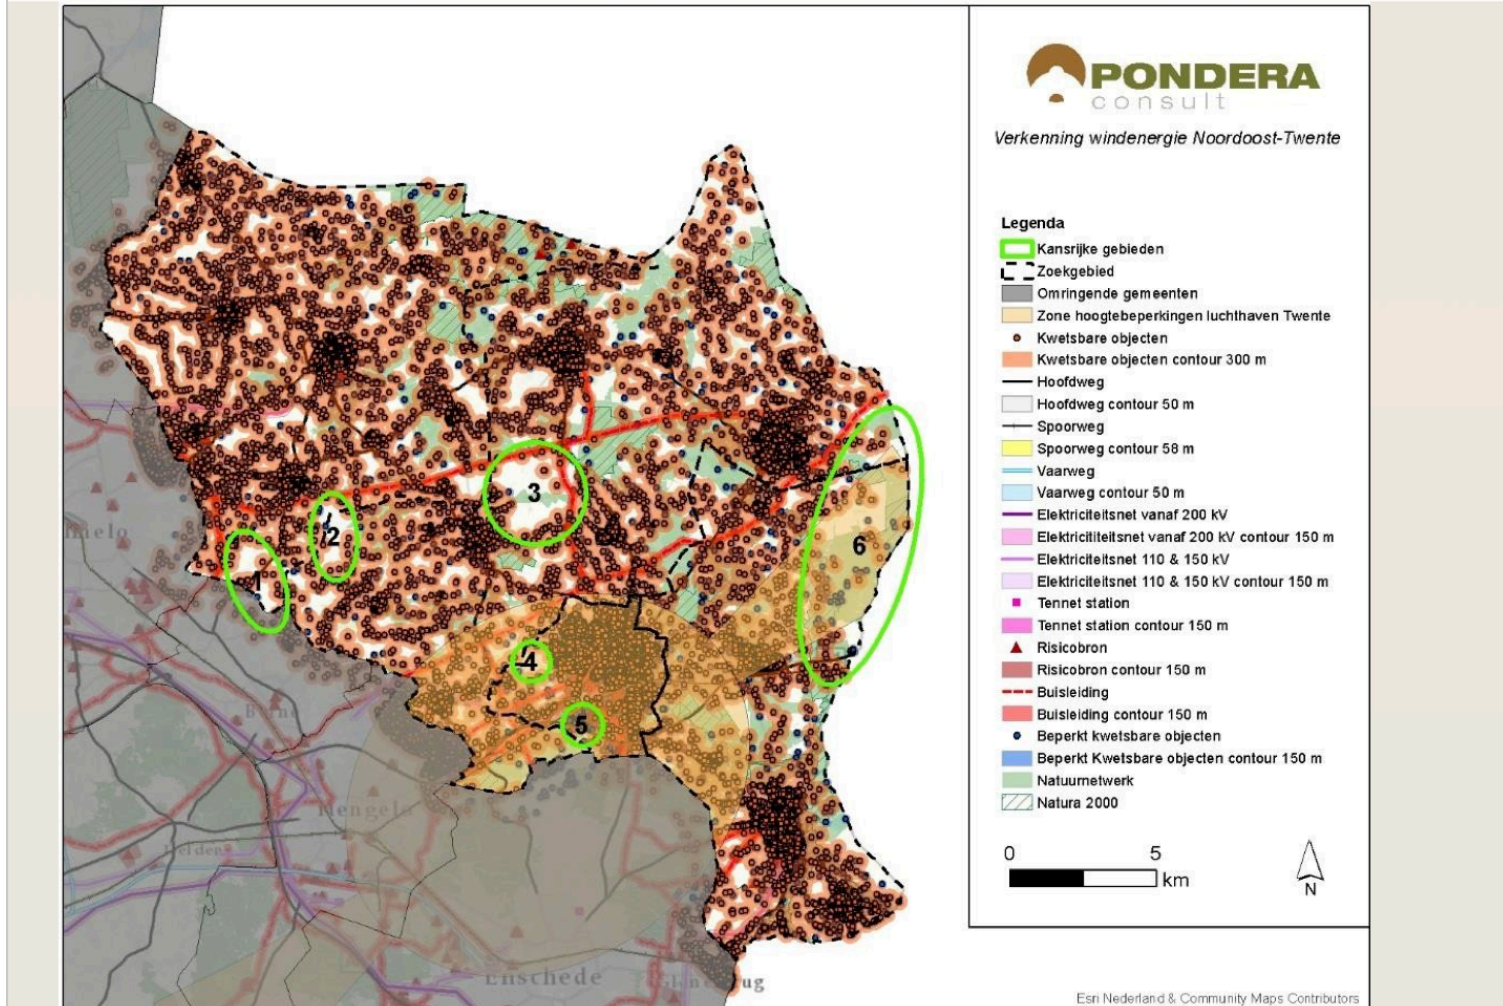 PONDERA
consult
Verkenning windenergie Noordoost-Twente
Legenda
Kansrijke gebieden
Zoekgebied
Omringende gemeenten
Zone hoogtebeperkingen luchthaven Twente
Kwetsbare objecten
Kwetsbare objecten contour 300 m
Hoofdweg
Hoofdweg contour 50 m
Spoorweg
Spoorweg contour 58 m
Vaarweg
Vaarweg contour 50 m
Elektriciteitsnet vanaf 200 kV
Elektricititeitsnet vanaf 200 kV contour 150 m
Elektriciteitsnet 110 & 150 kV
Elektriciteitsnet 110 & 150 kV contour 150 m
Tennet station
Tennet station contour 150 m
Risicobron
Risicobron contour 150 m
Buisleiding
Buisleiding contour 150 m
Beperkt kwetsbare objecten
Beperkt Kwetsbare objecten contour 150 m
Natuurnetwerk
Natura 2000
0 5
km
N
3
2
6
1
4
5
Hengelo
Enschede
Esri Nederland & Community Maps Contributors